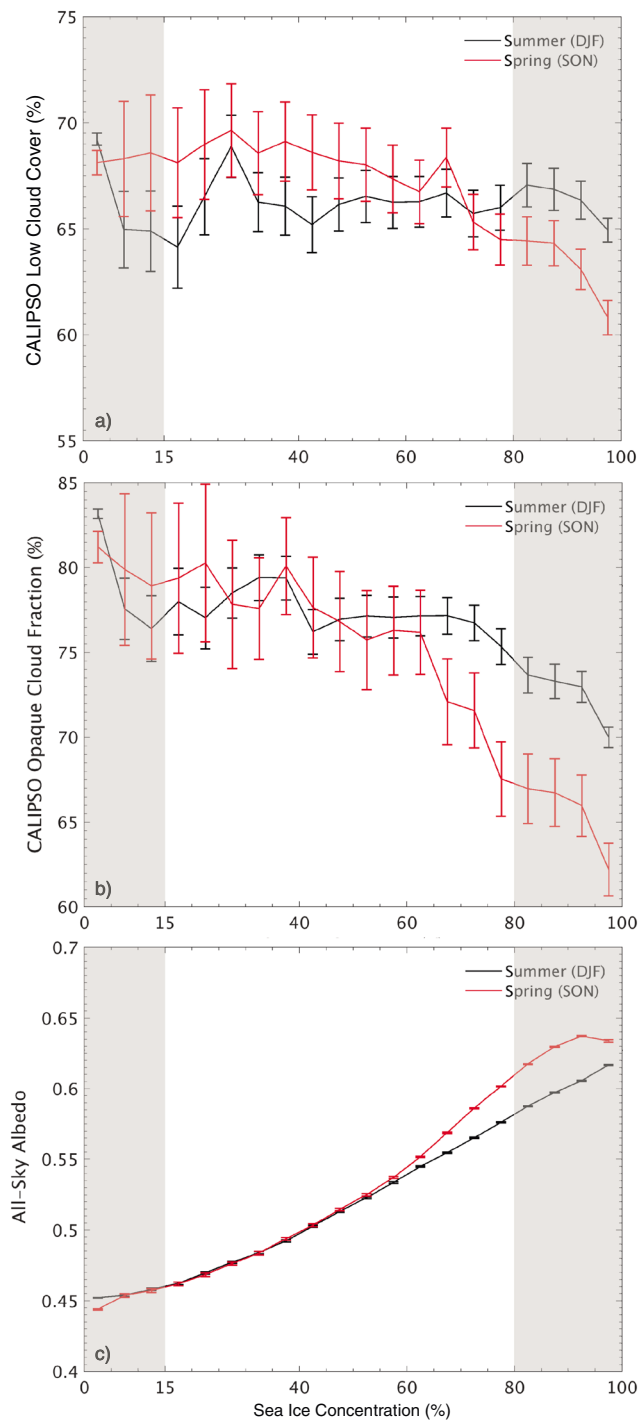 75
70
65
60
55
CALIPSO Low Cloud Cover (%)
Summer (DJF)
Spring (SON)
a)
0 15 40 60 80 100
85
80
75
70
65
60
CALIPSO Opaque Cloud Fraction (%)
Summer (DJF)
Spring (SON)
b)
0 15 40 60 80 100
0.7
0.65
0.6
0.55
0.5
0.45
0.4
All-Sky Albedo
Summer (DJF)
Spring (SON)
c)
0 15 40 60 80 100
Sea Ice Concentration (%)